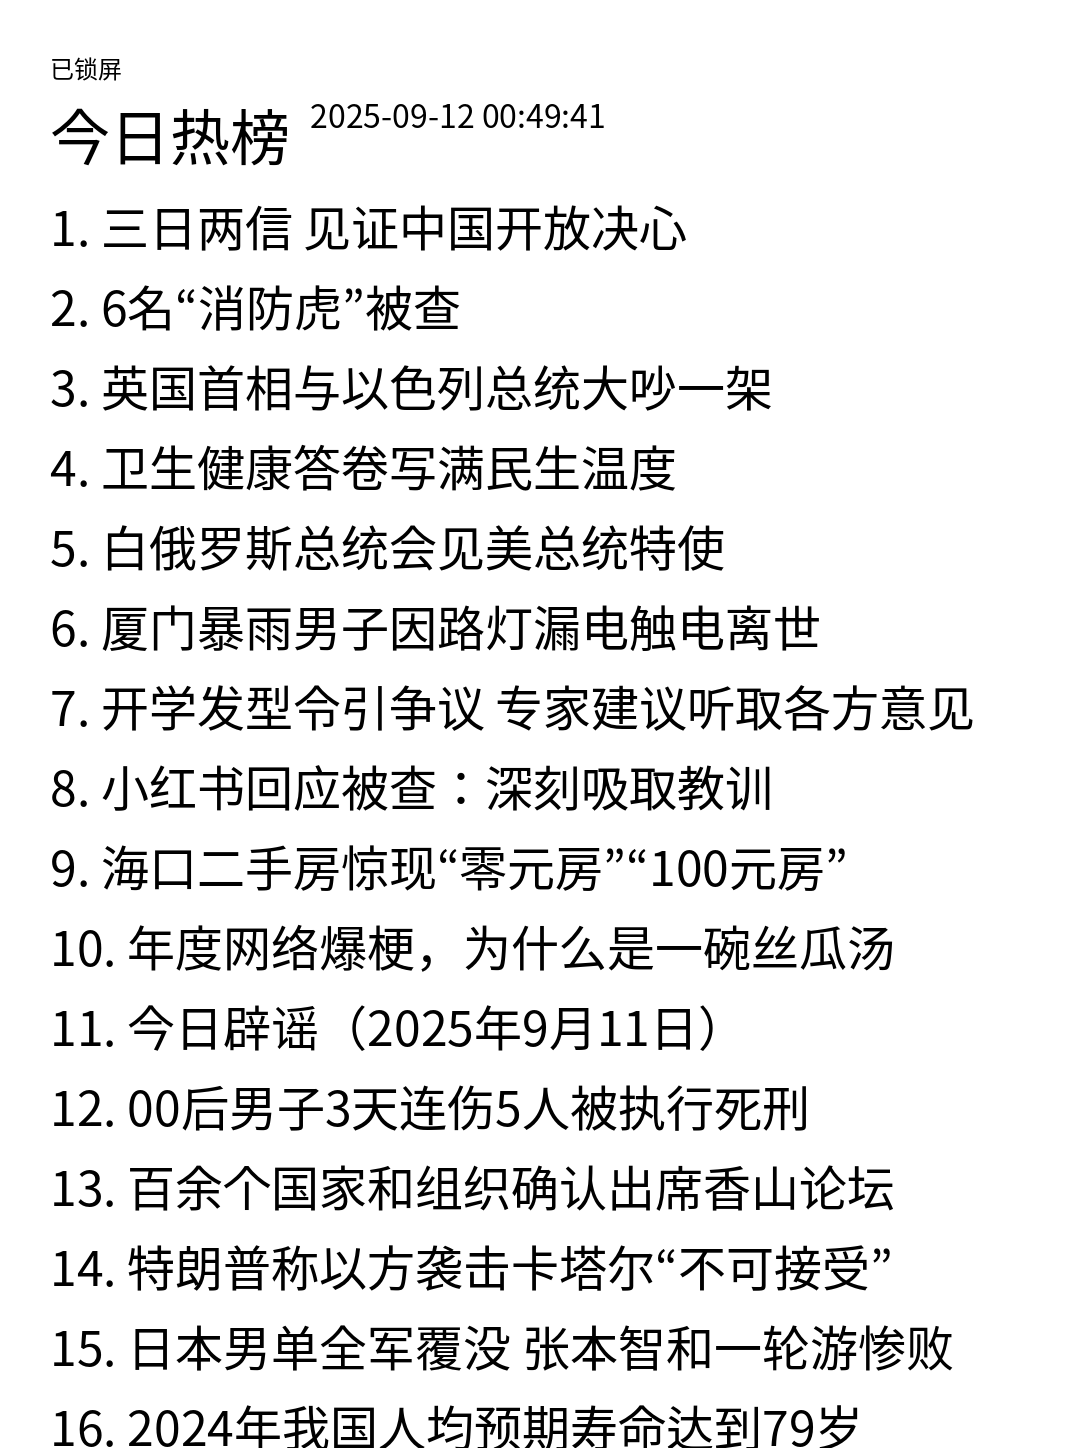 已锁屏
今日热榜 2025-09-12 00:49:41
1. 三日两信 见证中国开放决心
2. 6名“消防虎”被查
3. 英国首相与以色列总统大吵一架
4. 卫生健康答卷写满民生温度
5. 白俄罗斯总统会见美总统特使
6. 厦门暴雨男子因路灯漏电触电离世
7. 开学发型令引争议 专家建议听取各方意见
8. 小红书回应被查：深刻吸取教训
9. 海口二手房惊现“零元房”“100元房”
10. 年度网络爆梗，为什么是一碗丝瓜汤
11. 今日辟谣（2025年9月11日）
12. 00后男子3天连伤5人被执行死刑
13. 百余个国家和组织确认出席香山论坛
14. 特朗普称以方袭击卡塔尔“不可接受”
15. 日本男单全军覆没 张本智和一轮游惨败
16. 2024年我国人均预期寿命达到79岁